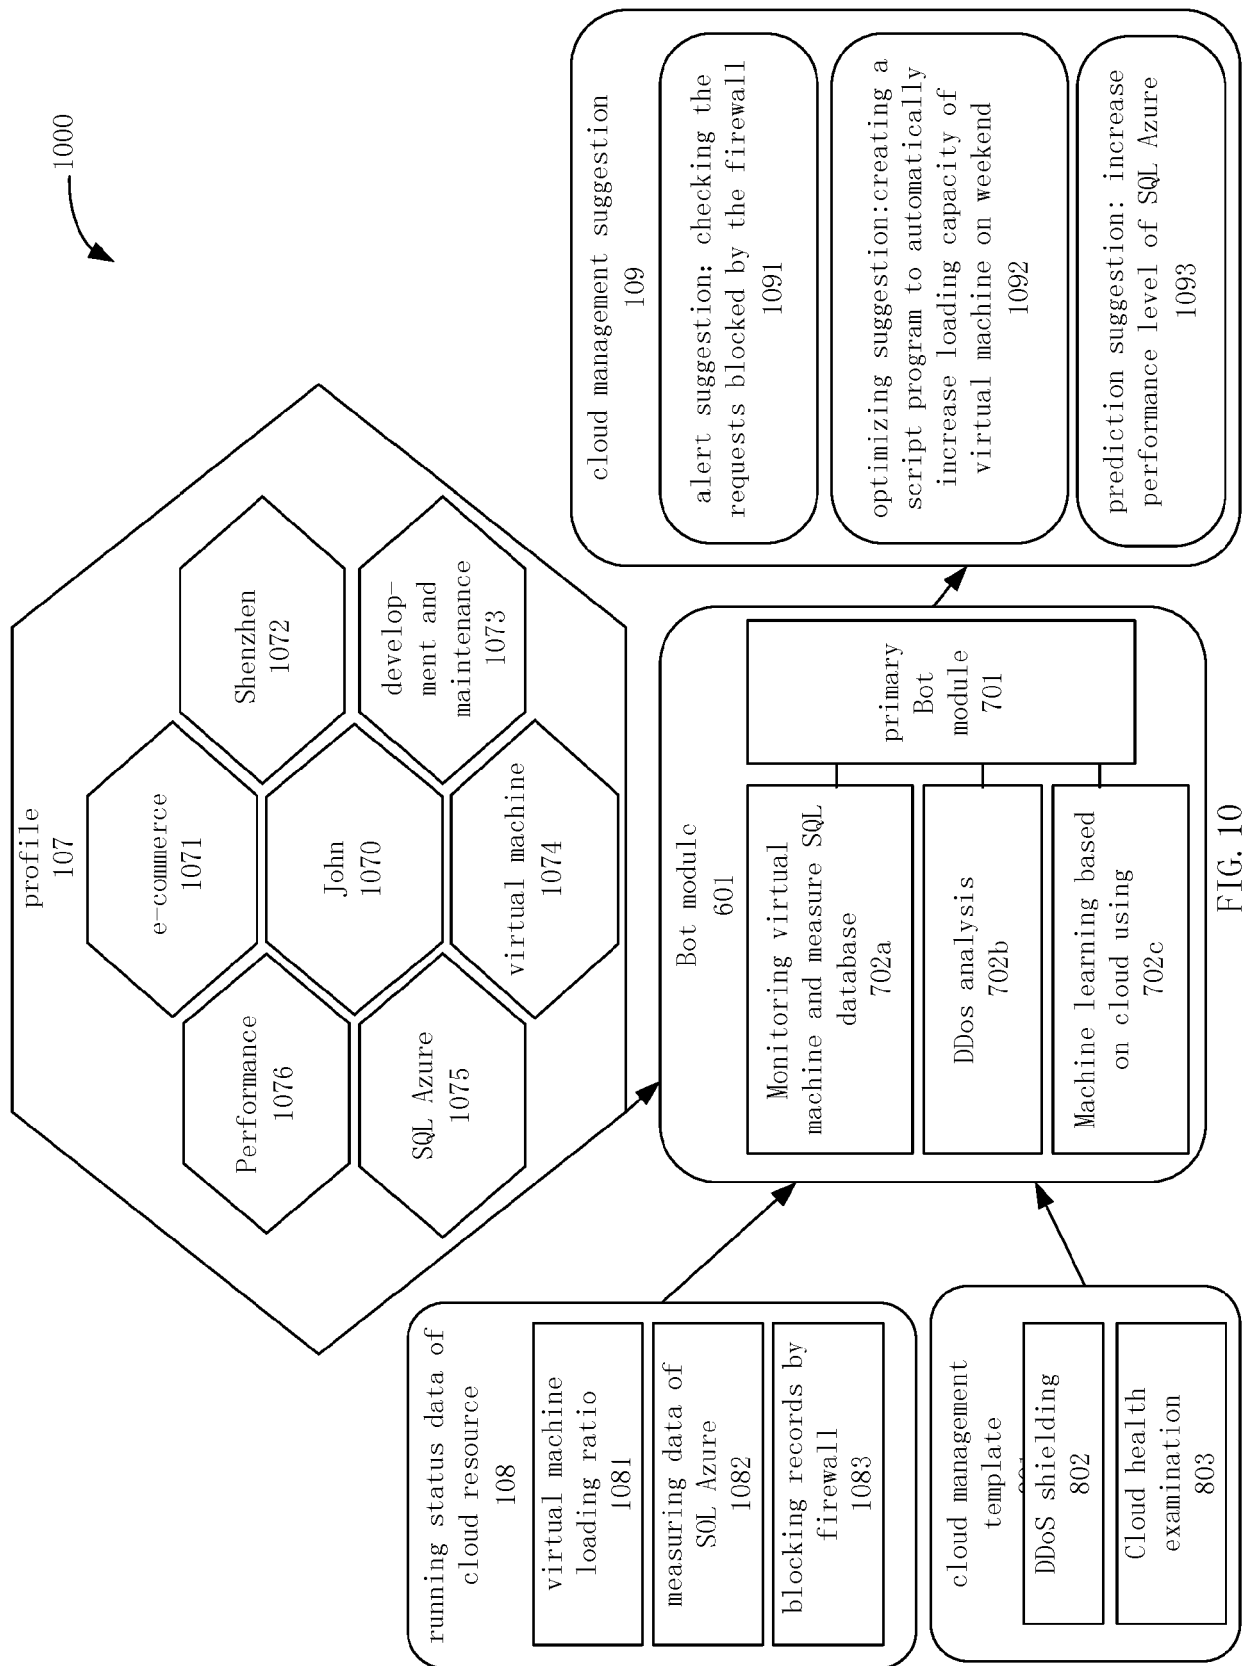 1000
profile
107
e-commerce
1071
Shenzhen
1072
Performance
1076
John
1070
develop-
ment and
maintenance
1073
SQL Azure
1075
virtual machine
1074
running status data of
cloud resource
108
virtual machine
loading ratio
1081
measuring data of
SQL Azure
1082
blocking records by
firewall
1083
cloud management
template
DDoS shielding
802
Cloud health
examination
803
Bot module
601
Monitoring virtual
machine and measure SQL
database
702a
DDos analysis
702b
Machine learning based
on cloud using
702c
primary
Bot
module
701
cloud management suggestion
109
alert suggestion: checking the
requests blocked by the firewall
1091
optimizing suggestion:creating a
script program to automatically
increase loading capacity of
virtual machine on weekend
1092
prediction suggestion: increase
performance level of SQL Azure
1093
FIG. 10